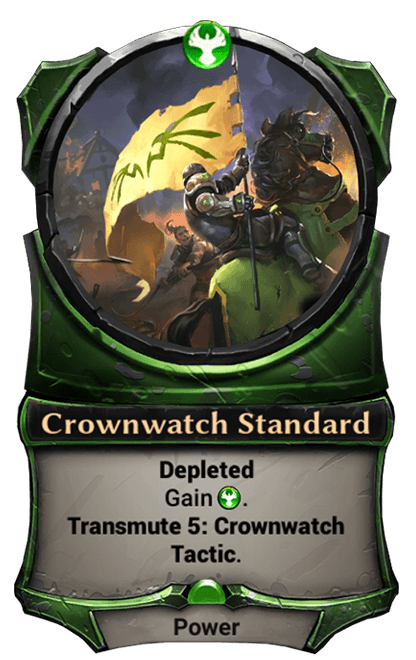 Crownwatch Standard
Depleted
Gain .
Transmute 5: Crownwatch
Tactic.
Power